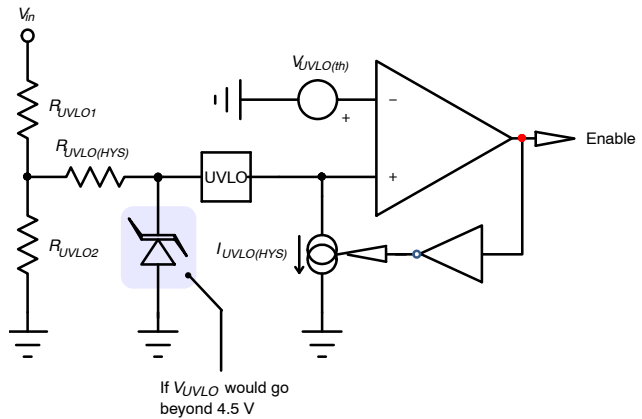 Vin
VUVLO(th)
−
+
RUVLO1
RUVLO(HYS)
UVLO
+
Enable
RUVLO2
IUVLO(HYS)
If VUVLO would go
beyond 4.5 V